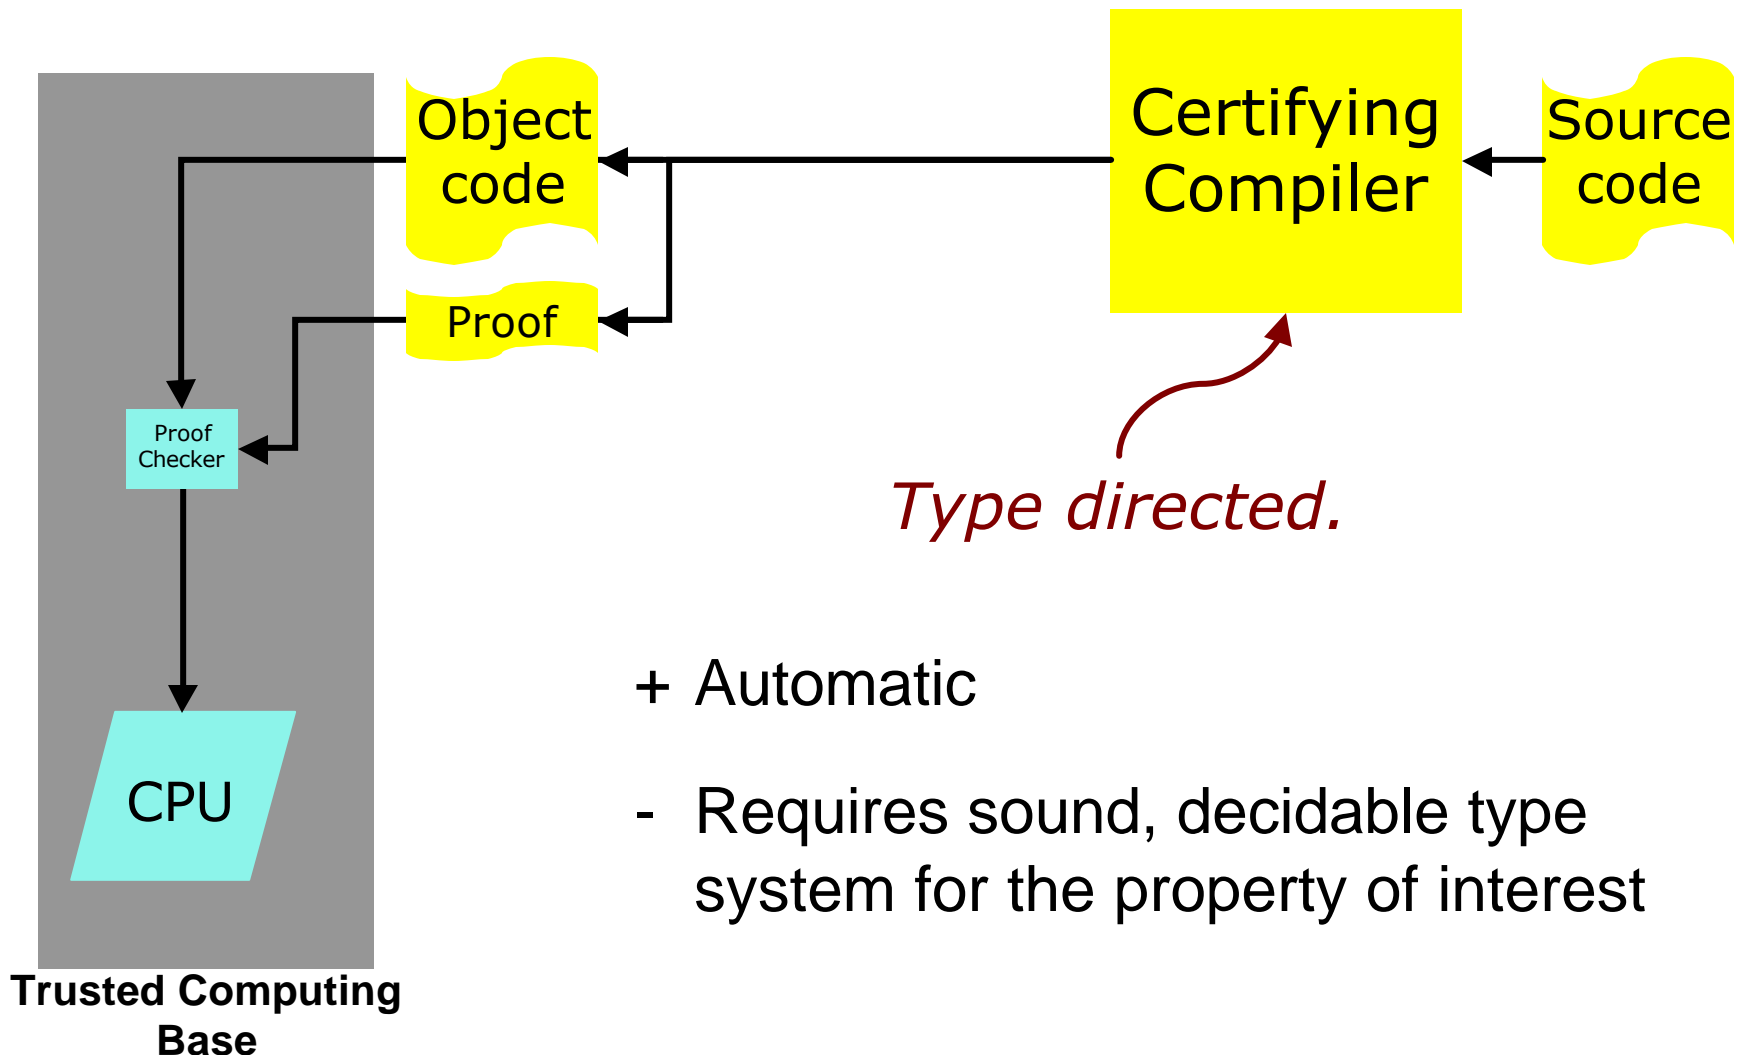 Object
code
Certifying
Compiler
Source
code
Proof
Proof
Checker
Type directed.
+ Automatic
CPU
- Requires sound, decidable type
system for the property of interest
Trusted Computing
Base